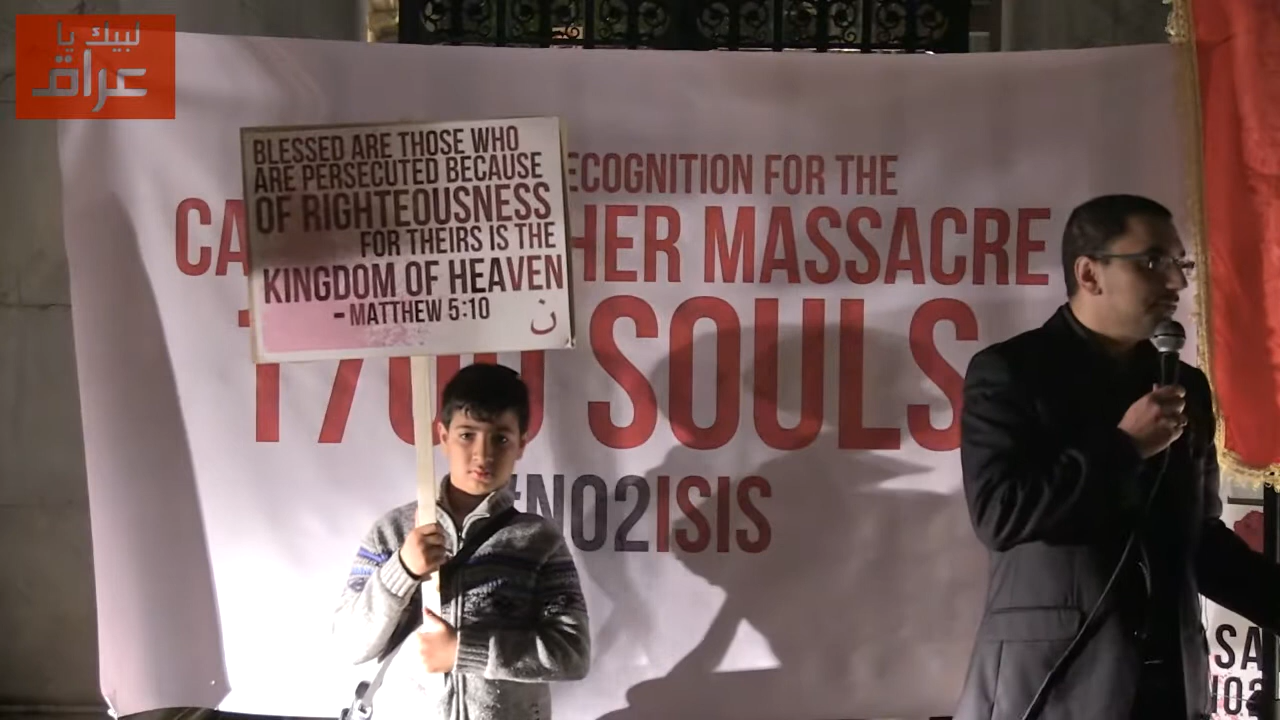 لبيك يا
عراق
BLESSED ARE THOSE WHO
ARE PERSECUTED BECAUSE
OF RIGHTEOUSNESS
FOR THEIRS IS THE
KINGDOM OF HEAVEN
- MATTHEW 5:10
ن
ECOGNITION FOR THE
CA HER MASSACRE
1700 SOULS
#NO2ISIS
SA